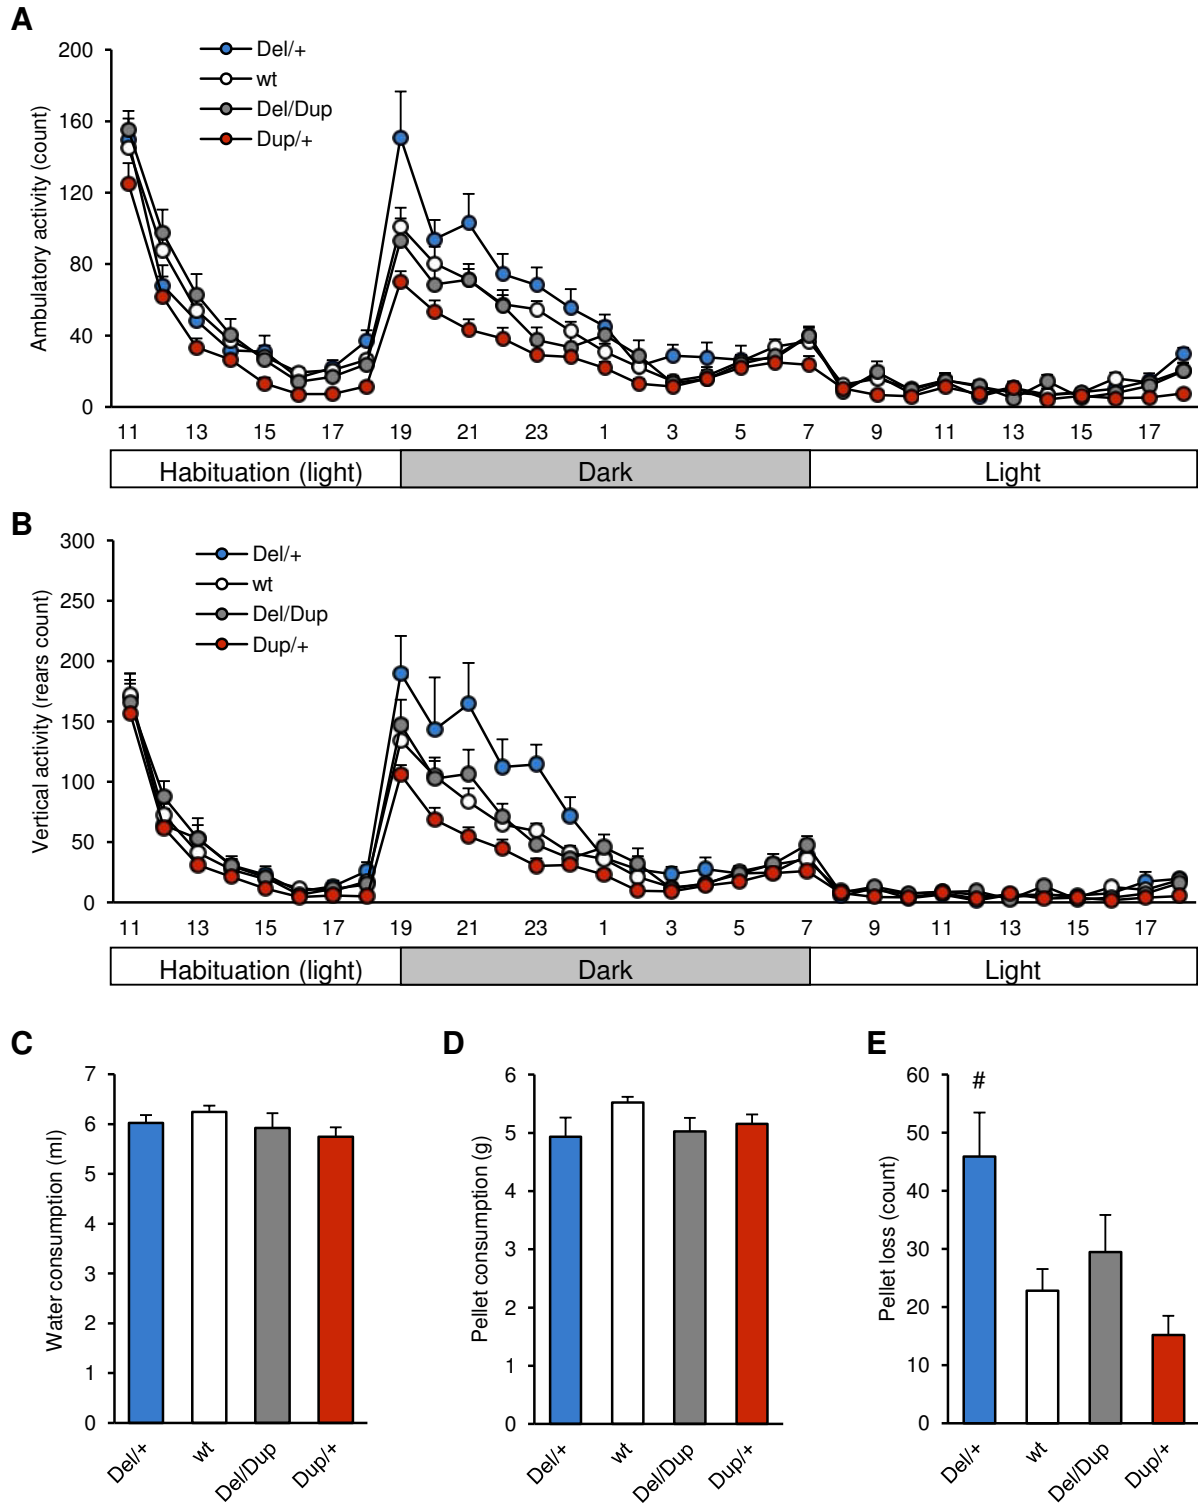 A
Ambulatory activity (count)
200
160
120
80
40
0
Del/+
wt
Del/Dup
Dup/+
11 13 15 17 19 21 23 1 3 5 7 9 11 13 15 17
Habituation (light) Dark Light
B
Vertical activity (rears count)
300
250
200
150
100
50
0
Del/+
wt
Del/Dup
Dup/+
11 13 15 17 19 21 23 1 3 5 7 9 11 13 15 17
Habituation (light) Dark Light
C
Water consumption (ml)
7
6
5
4
3
2
1
0
Del/+ wt Del/Dup Dup/+
D
Pellet consumption (g)
6
5
4
3
2
1
0
Del/+ wt Del/Dup Dup/+
E
Pellet loss (count)
60
50
40
30
20
10
0
#
Del/+ wt Del/Dup Dup/+